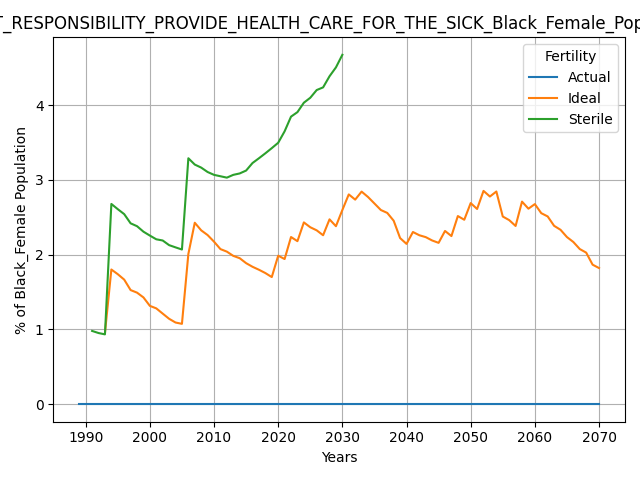 T_RESPONSIBILITY_PROVIDE_HEALTH_CARE_FOR_THE_SICK_Black_Female_Pop
Fertility
Actual
Ideal
Sterile
% of Black_Female Population
4
3
2
1
0
1990 2000 2010 2020 2030 2040 2050 2060 2070
Years